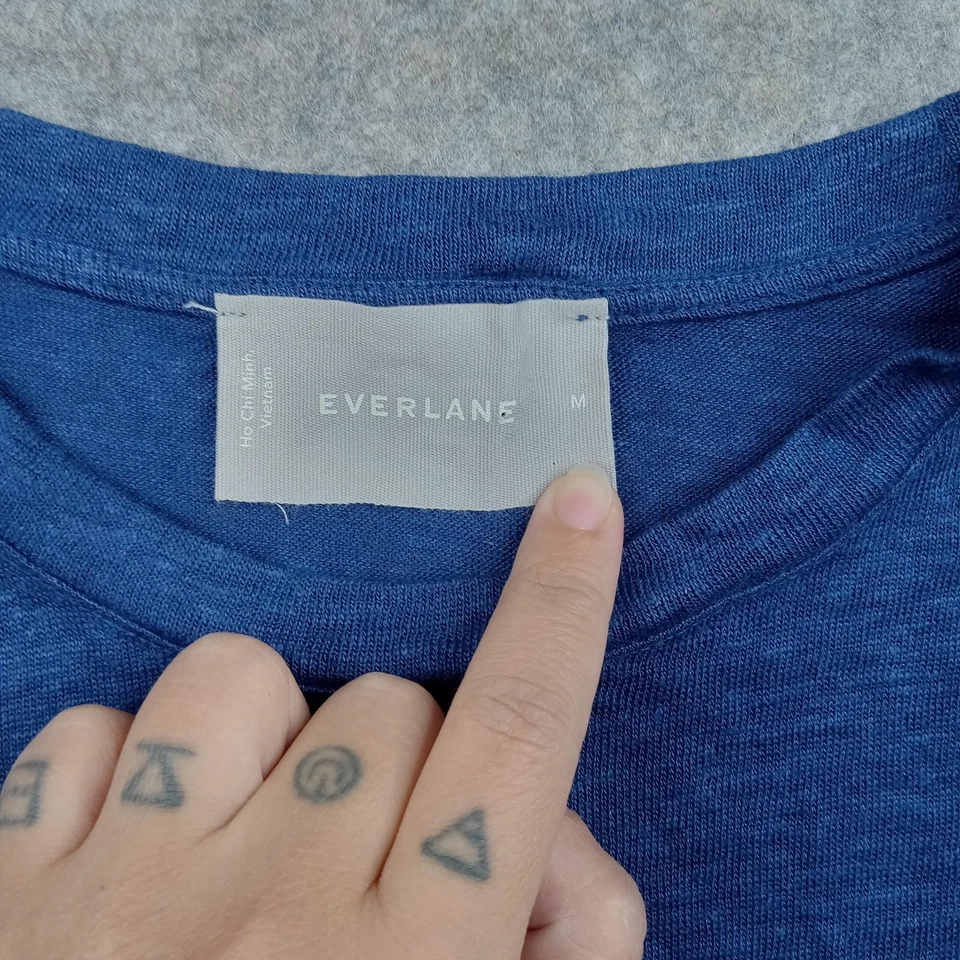 Ho Chi Minh,
Vietnam
EVERLANE
M